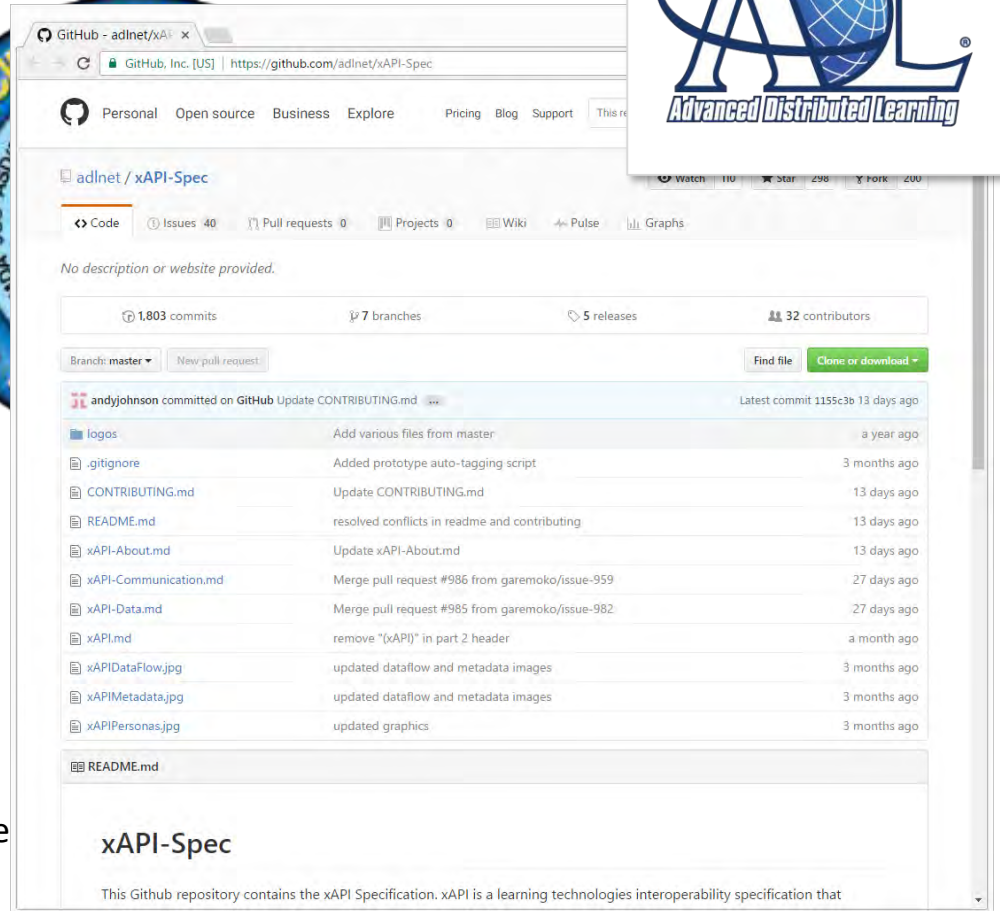 GitHub - adlnet/xAP
GitHub, Inc. [US] | https://github.com/adlnet/xAPI-Spec
ADL®
Advanced Distributed Learning
Personal Open source Business Explore Pricing Blog Support This re
adlnet / xAPI-Spec
Watch 110 Star 298 Fork 200
Code Issues 40 Pull requests 0 Projects 0 Wiki Pulse Graphs
No description or website provided.
1,803 commits 7 branches 5 releases 32 contributors
Branch: master New pull request Find file Clone or download
andyjohnson committed on GitHub Update CONTRIBUTING.md ... Latest commit 1155c3b 13 days ago
logos Add various files from master a year ago
.gitignore Added prototype auto-tagging script 3 months ago
CONTRIBUTING.md Update CONTRIBUTING.md 13 days ago
README.md resolved conflicts in readme and contributing 13 days ago
xAPI-About.md Update xAPI-About.md 13 days ago
xAPI-Communication.md Merge pull request #986 from garemoko/issue-959 27 days ago
xAPI-Data.md Merge pull request #985 from garemoko/issue-982 27 days ago
xAPI.md remove "(xAPI)" in part 2 header a month ago
xAPIDataFlow.jpg updated dataflow and metadata images 3 months ago
xAPIMetadata.jpg updated dataflow and metadata images 3 months ago
xAPIPersonas.jpg updated graphics 3 months ago
README.md
e
xAPI-Spec
This Github repository contains the xAPI Specification. xAPI is a learning technologies interoperability specification that